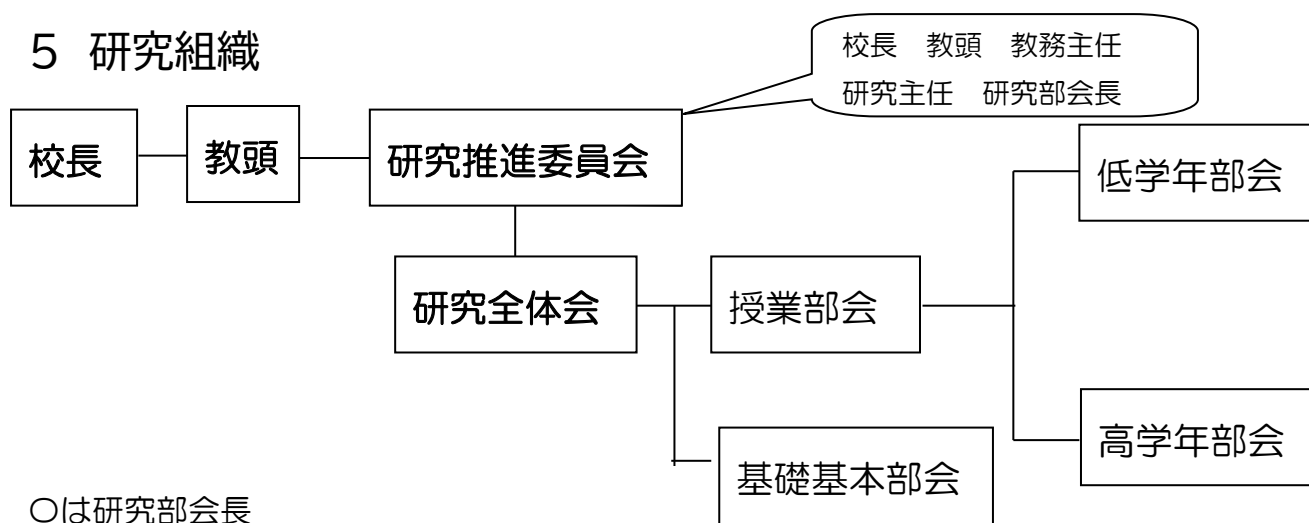 ５ 研究組織
校長　教頭　教務主任
研究主任　研究部会長
校長
教頭
研究推進委員会
低学年部会
研究全体会
授業部会
高学年部会
基礎基本部会
〇は研究部会長